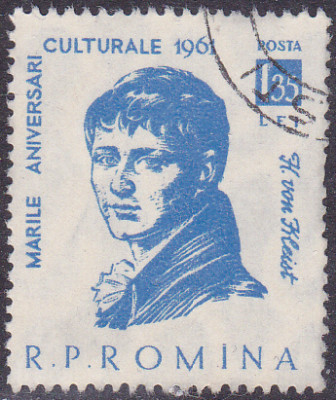 MARILE ANIVERSARI
CULTURALE 1961
POSTA
1,35
LEI
H. von Kleist
R.P.ROMINA